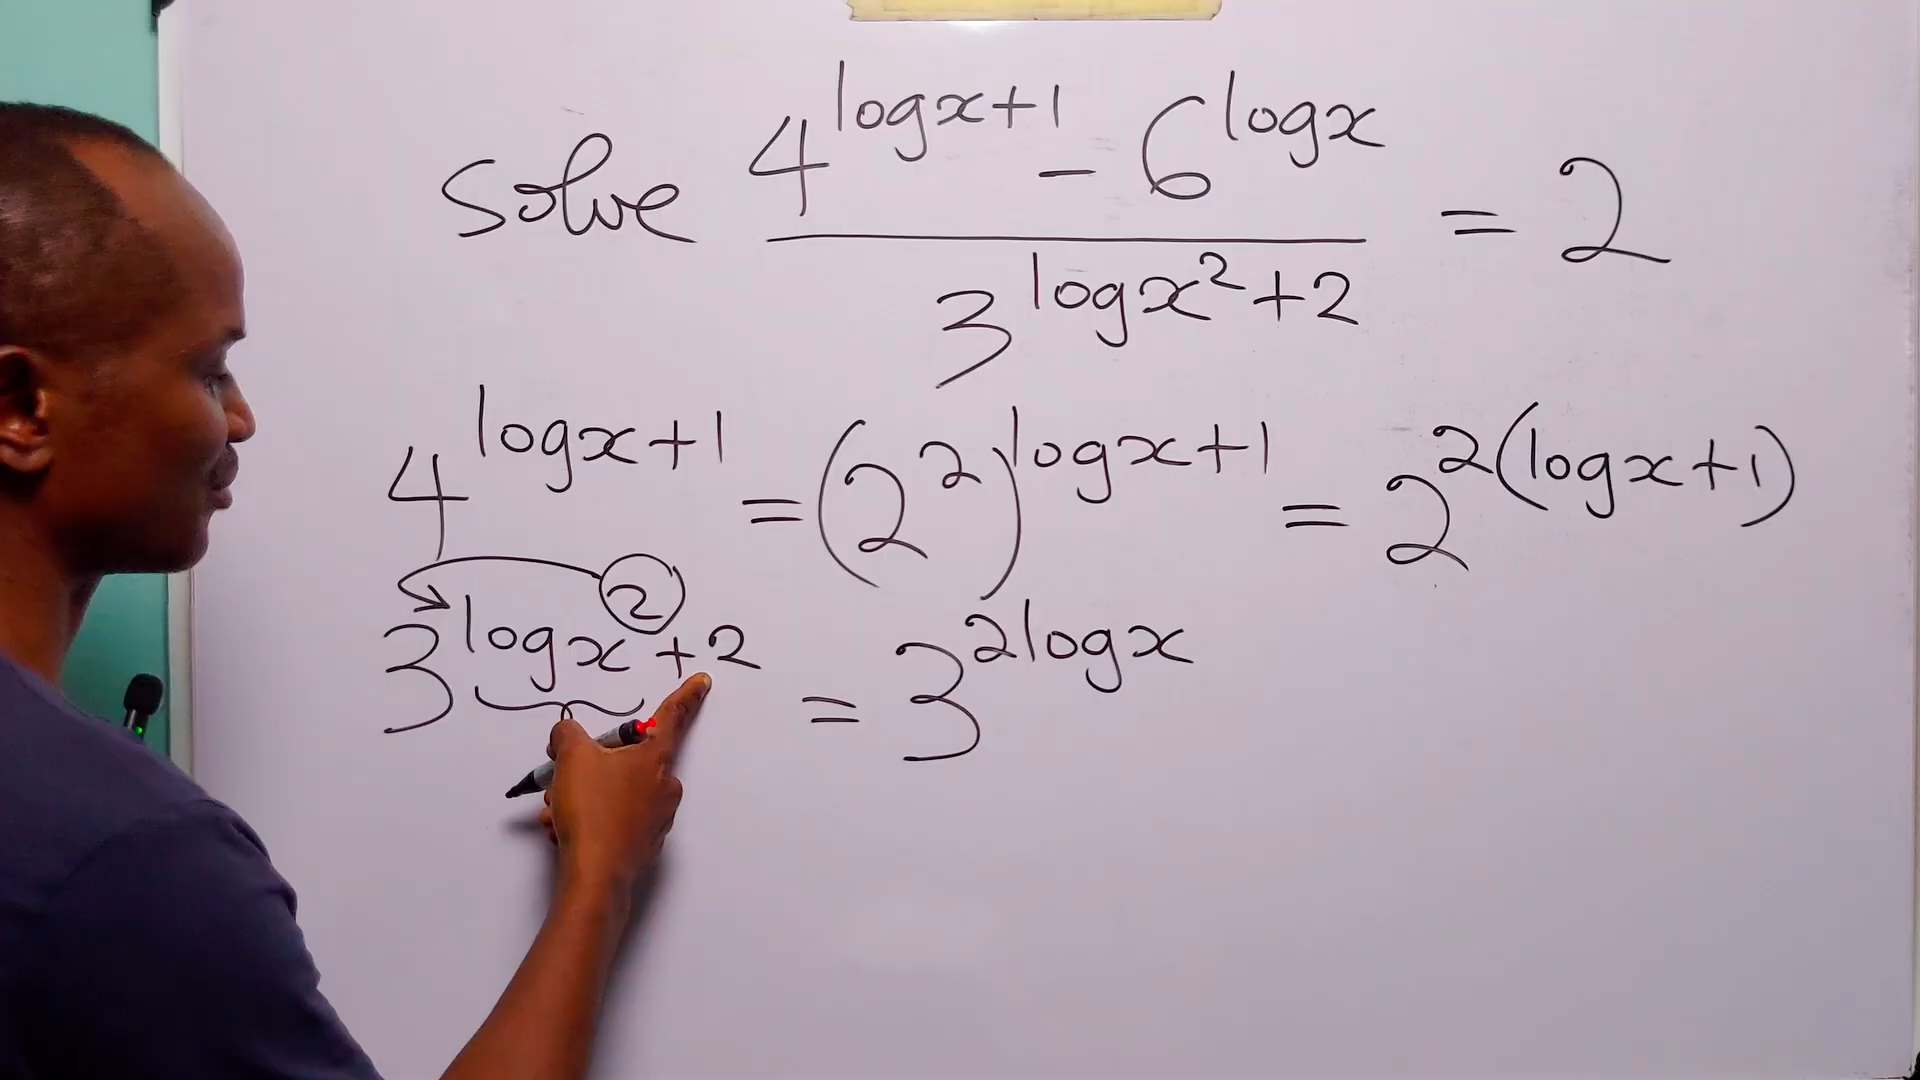 Solve (4^(logx+1) - 6^(logx)) / 3^(logx²+2) = 2
4^(logx+1) = (2²)^(logx+1) = 2^(2(logx+1))
3^(logx²+2) = 3^(2logx)